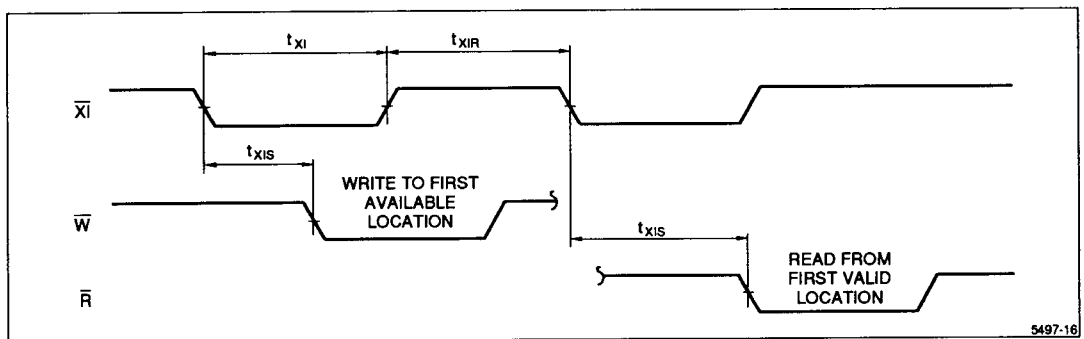 tXI
tXIR
XI
tXIS
WRITE TO FIRST
AVAILABLE
LOCATION
W
tXIS
READ FROM
FIRST VALID
LOCATION
R
5497-16